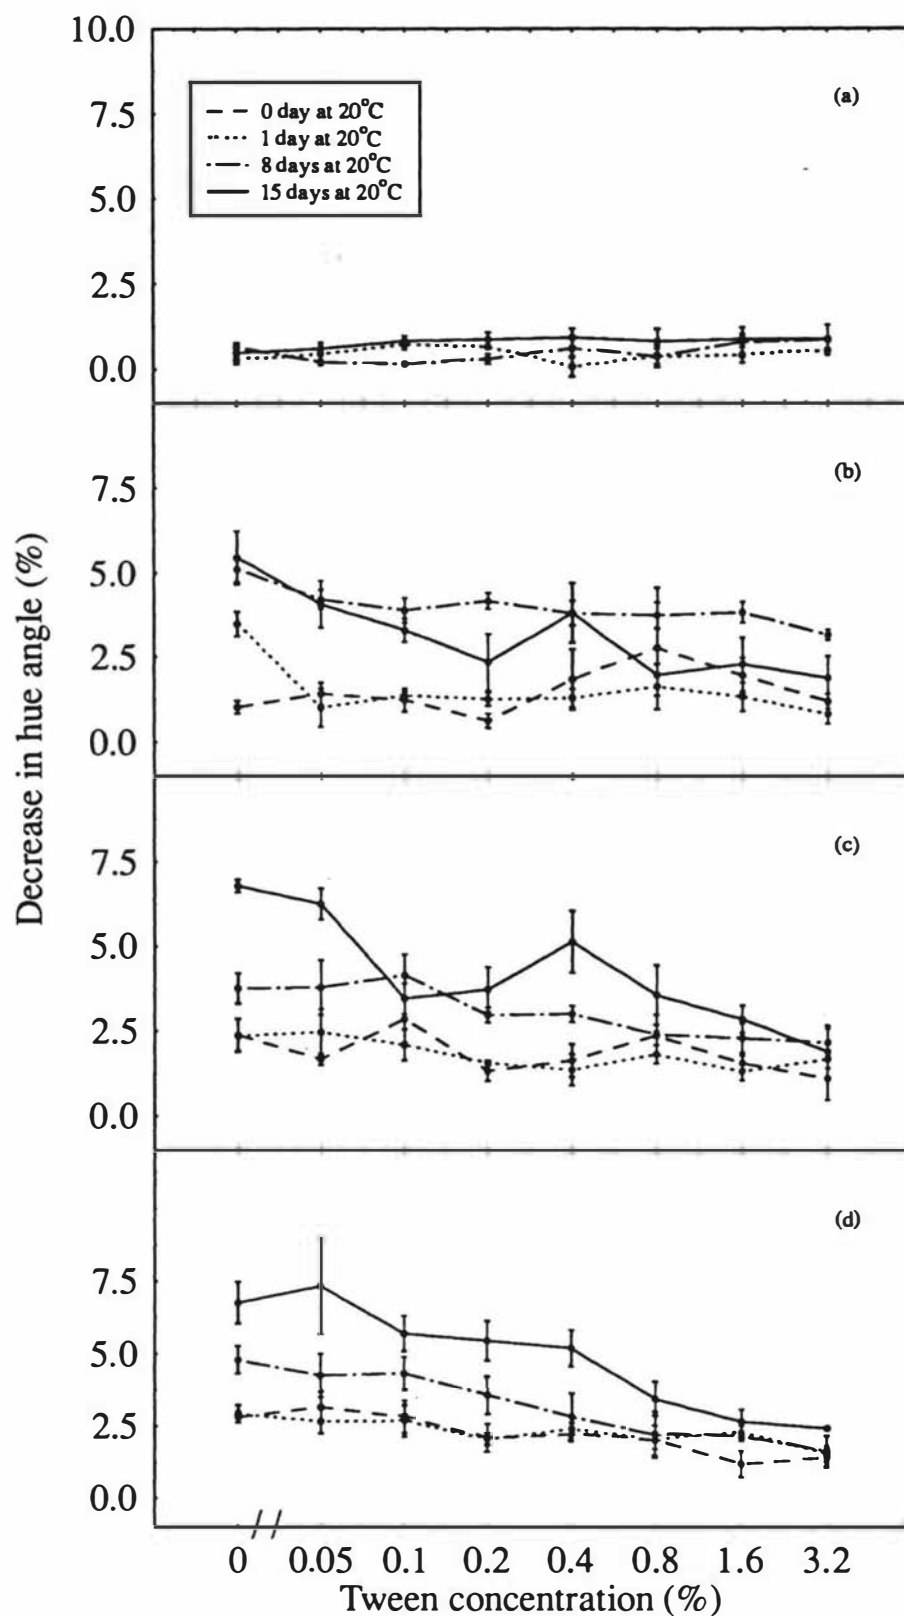 10.0
7.5
5.0
2.5
0.0
(a)
0 day at 20°C
1 day at 20°C
8 days at 20°C
15 days at 20°C
7.5
5.0
2.5
0.0
(b)
Decrease in hue angle (%)
7.5
5.0
2.5
0.0
(c)
7.5
5.0
2.5
0.0
(d)
0 0.05 0.1 0.2 0.4 0.8 1.6 3.2
Tween concentration (%)